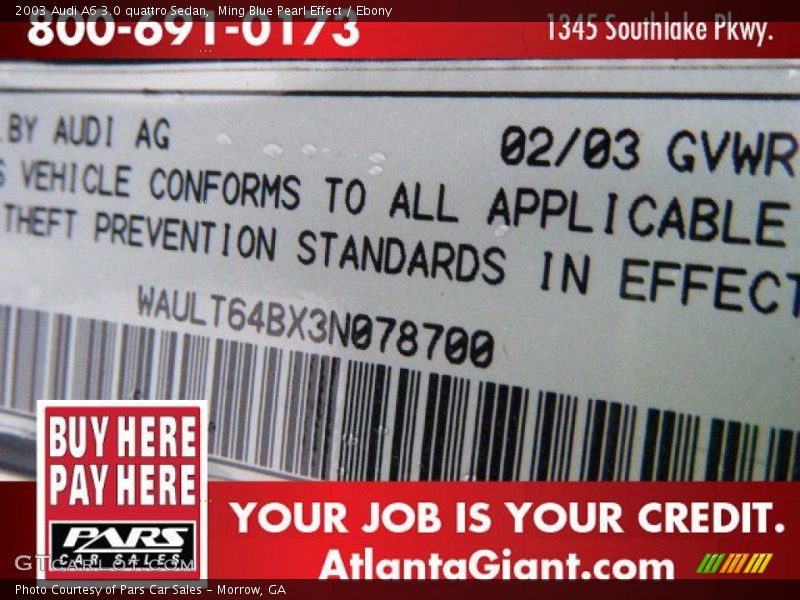 2003 Audi A6 3.0 quattro Sedan,  Ming Blue Pearl Effect / Ebony
800-691-0173
1345 Southlake Pkwy.
BY AUDI AG 02/03 GVWR
VEHICLE CONFORMS TO ALL APPLICABLE
THEFT PREVENTION STANDARDS IN EFFECT
WAULT64BX3N078700
BUY HERE
PAY HERE
PARS
CAR SALES
YOUR JOB IS YOUR CREDIT.
AtlantaGiant.com
GTCARLOT.COM
Photo Courtesy of Pars Car Sales - Morrow, GA